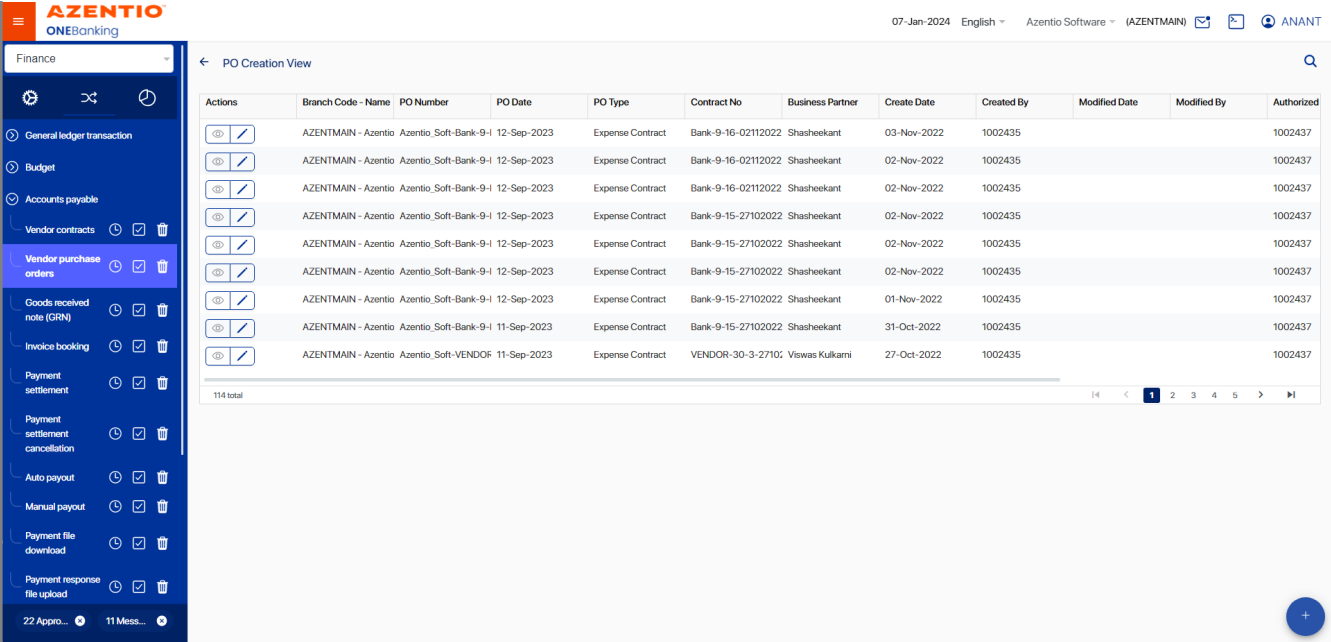 AZENTIO
ONEBanking
07-Jan-2024 English Azentio Software (AZENTMAIN) ANANT
Finance
General ledger transaction
Budget
Accounts payable
Vendor contracts
Vendor purchase
orders
Goods received
note (GRN)
Invoice booking
Payment
settlement
Payment
settlement
cancellation
Auto payout
Manual payout
Payment file
download
Payment response
file upload
22 Appro... 11 Mess...
PO Creation View
Actions Branch Code - Name PO Number PO Date PO Type Contract No Business Partner Create Date Created By Modified Date Modified By Authorized
AZENTMAIN - Azentio Azentio_Soft-Bank-9- 12-Sep-2023 Expense Contract Bank-9-16-02112022 Shasheekant 03-Nov-2022 1002435 1002437
AZENTMAIN - Azentio Azentio_Soft-Bank-9- 12-Sep-2023 Expense Contract Bank-9-16-02112022 Shasheekant 02-Nov-2022 1002435 1002437
AZENTMAIN - Azentio Azentio_Soft-Bank-9- 12-Sep-2023 Expense Contract Bank-9-16-02112022 Shasheekant 02-Nov-2022 1002435 1002437
AZENTMAIN - Azentio Azentio_Soft-Bank-9- 12-Sep-2023 Expense Contract Bank-9-15-27102022 Shasheekant 02-Nov-2022 1002435 1002437
AZENTMAIN - Azentio Azentio_Soft-Bank-9- 12-Sep-2023 Expense Contract Bank-9-15-27102022 Shasheekant 02-Nov-2022 1002435 1002437
AZENTMAIN - Azentio Azentio_Soft-Bank-9- 12-Sep-2023 Expense Contract Bank-9-15-27102022 Shasheekant 02-Nov-2022 1002435 1002437
AZENTMAIN - Azentio Azentio_Soft-Bank-9- 12-Sep-2023 Expense Contract Bank-9-15-27102022 Shasheekant 01-Nov-2022 1002435 1002437
AZENTMAIN - Azentio Azentio_Soft-Bank-9- 11-Sep-2023 Expense Contract Bank-9-15-27102022 Shasheekant 31-Oct-2022 1002435 1002437
AZENTMAIN - Azentio Azentio_Soft-VENDOR 11-Sep-2023 Expense Contract VENDOR-30-3-2710 Viswas Kulkarni 27-Oct-2022 1002435 1002437
114 total 1 2 3 4 5